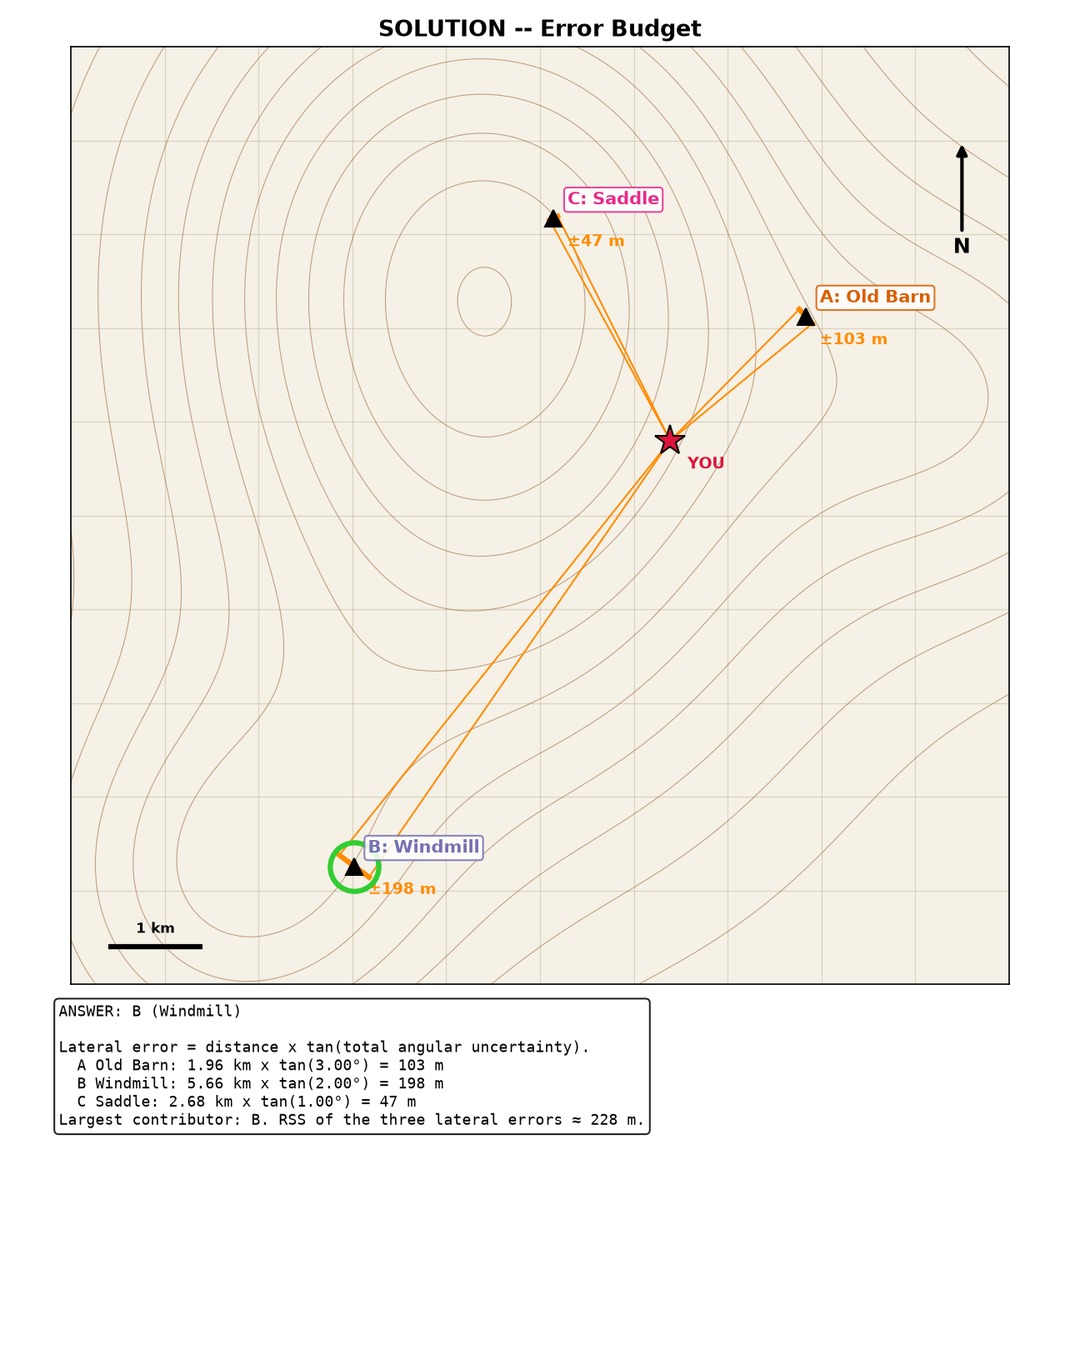 SOLUTION -- Error Budget
C: Saddle
±47 m
N
A: Old Barn
±103 m
YOU
B: Windmill
±198 m
1 km
ANSWER: B (Windmill)
Lateral error = distance x tan(total angular uncertainty).
A Old Barn: 1.96 km x tan(3.00°) = 103 m
B Windmill: 5.66 km x tan(2.00°) = 198 m
C Saddle: 2.68 km x tan(1.00°) = 47 m
Largest contributor: B. RSS of the three lateral errors ≈ 228 m.